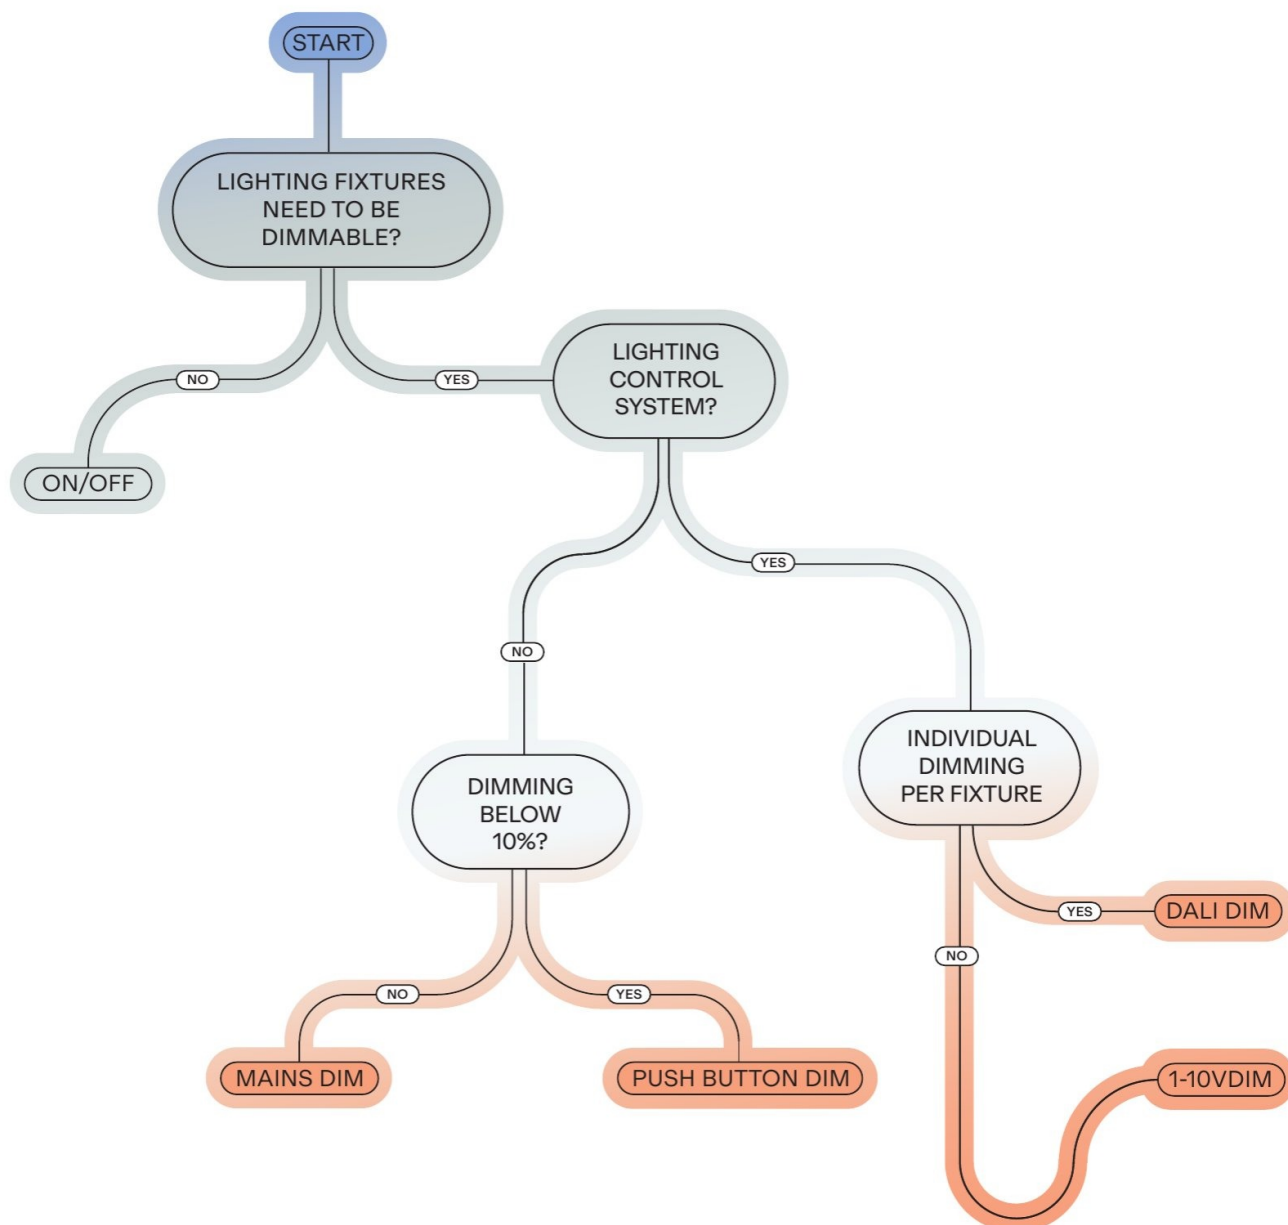 START
LIGHTING FIXTURES
NEED TO BE
DIMMABLE?
NO
YES
LIGHTING
CONTROL
SYSTEM?
ON/OFF
YES
NO
INDIVIDUAL
DIMMING
PER FIXTURE
DIMMING
BELOW
10%?
YES
DALI DIM
NO
NO
YES
MAINS DIM
PUSH BUTTON DIM
1-10VDIM